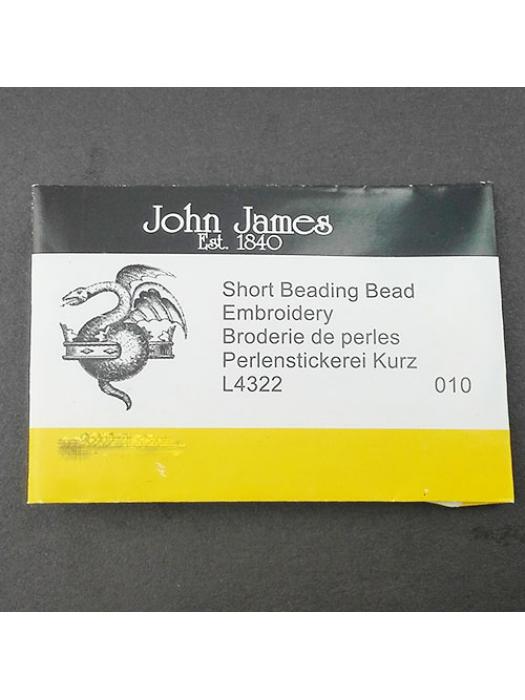 John James
Est. 1840
Short Beading Bead
Embroidery
Broderie de perles
Perlenstickerei Kurz
L4322 010